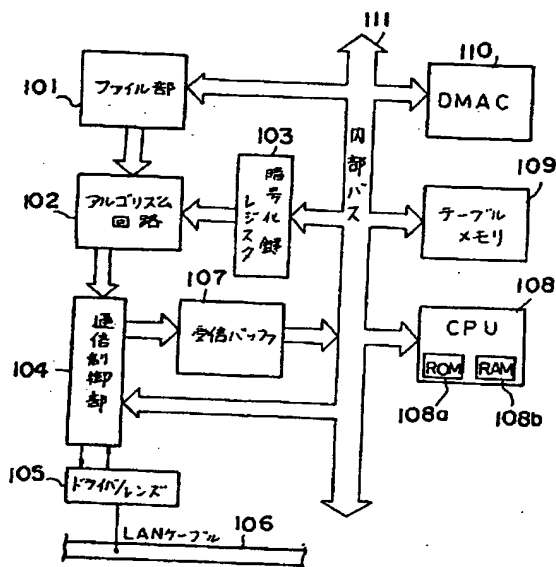 111
110
101
ファイル部
DMAC
103
内部バス
109
102
アルゴリズム
回路
暗号化鍵
レジスタ
テーブル
メモリ
107
108
104
通信制御部
受信バッファ
CPU
ROM
RAM
108a
108b
105
ドライバ/レンズ
LANケーブル
106